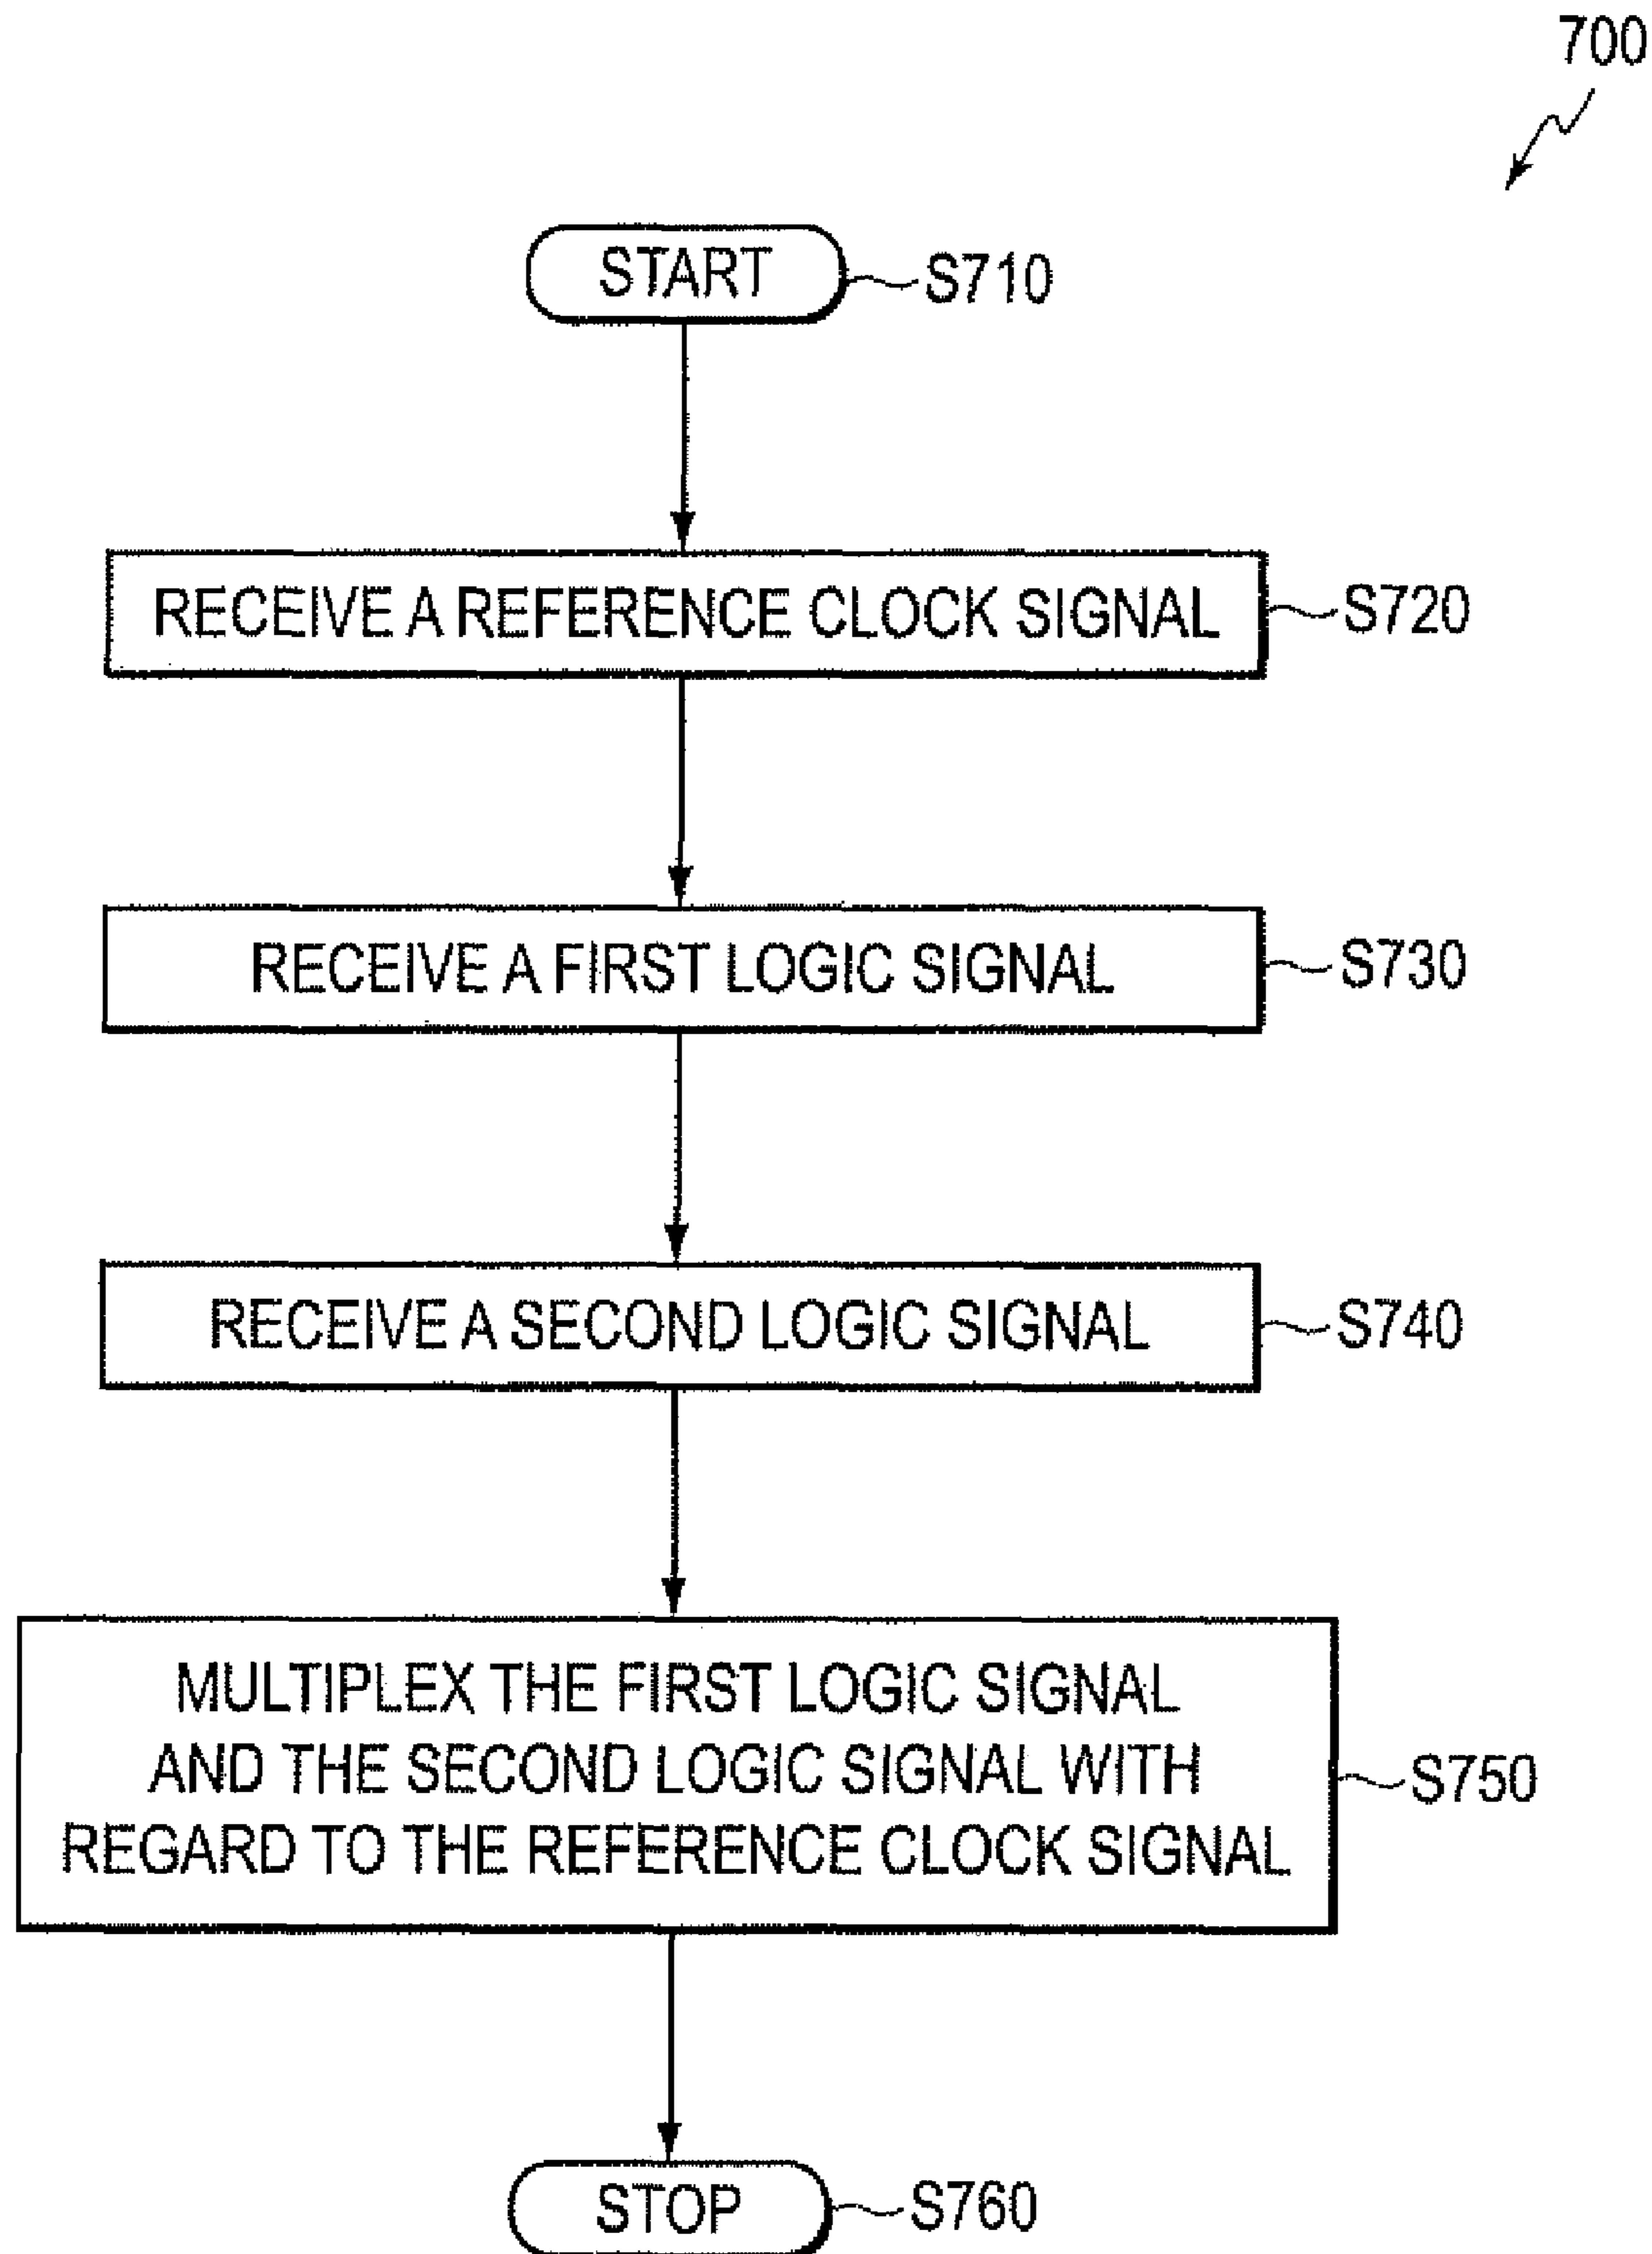 700
START
S710
RECEIVE A REFERENCE CLOCK SIGNAL
S720
RECEIVE A FIRST LOGIC SIGNAL
S730
RECEIVE A SECOND LOGIC SIGNAL
S740
MULTIPLEX THE FIRST LOGIC SIGNAL
AND THE SECOND LOGIC SIGNAL WITH
REGARD TO THE REFERENCE CLOCK SIGNAL
S750
STOP
S760